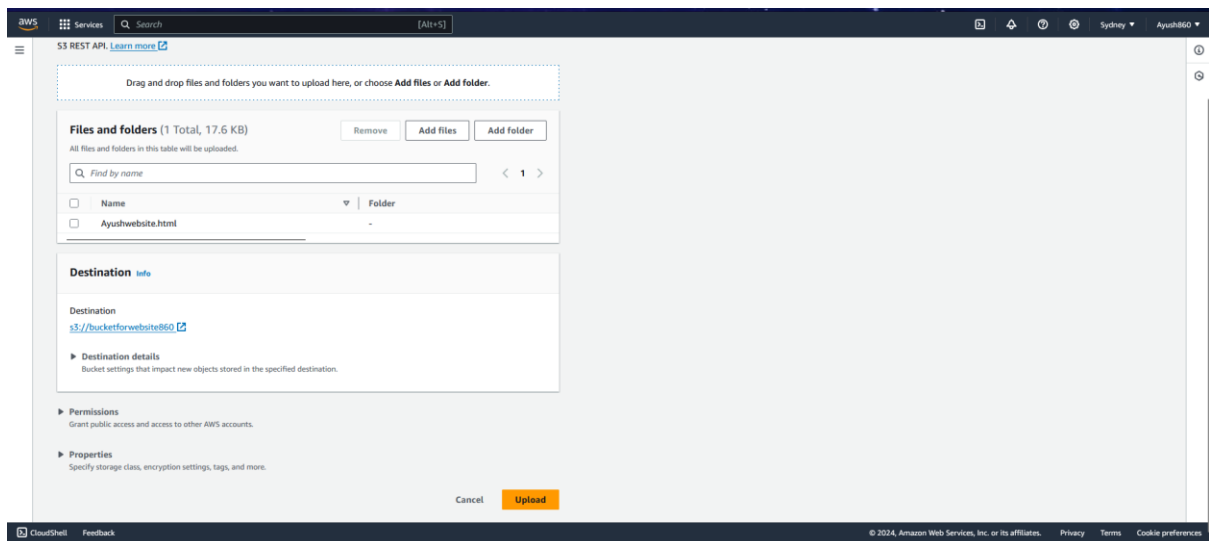 aws Services Search [Alt+S] Sydney Ayush860
S3 REST API. Learn more
Drag and drop files and folders you want to upload here, or choose Add files or Add folder.
Files and folders (1 Total, 17.6 KB) Remove Add files Add folder
All files and folders in this table will be uploaded.
Find by name 1
Name Folder
Ayushwebsite.html -
Destination Info
Destination
s3://bucketforwebsite860
Destination details
Bucket settings that impact new objects stored in the specified destination.
Permissions
Grant public access and access to other AWS accounts.
Properties
Specify storage class, encryption settings, tags, and more.
Cancel Upload
CloudShell Feedback © 2024, Amazon Web Services, Inc. or its affiliates. Privacy Terms Cookie preferences